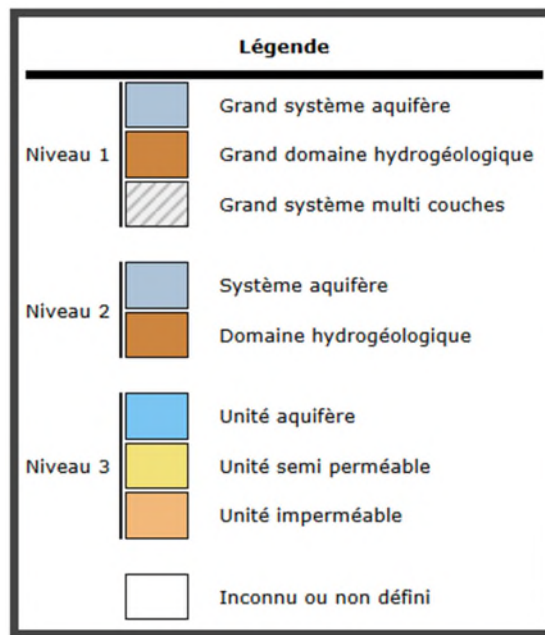 Légende
Grand système aquifère
Niveau 1
Grand domaine hydrogéologique
Grand système multi couches
Système aquifère
Niveau 2
Domaine hydrogéologique
Unité aquifère
Niveau 3
Unité semi perméable
Unité imperméable
Inconnu ou non défini